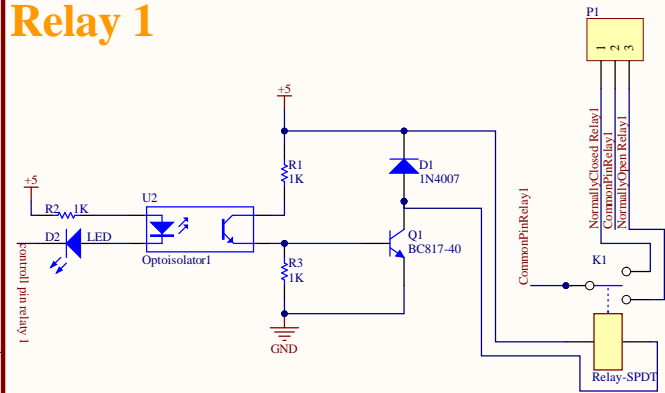 Relay 1
P1
1
2
3
NormallyClosed Relay1
CommonPinRelay1
NormallyOpen Relay1
+5
R1
1K
D1
1N4007
+5
R2 1K
U2
D2 LED
Optoisolator1
controll pin relay 1
R3
1K
Q1
BC817-40
GND
CommonPinRelay1
K1
Relay-SPDT